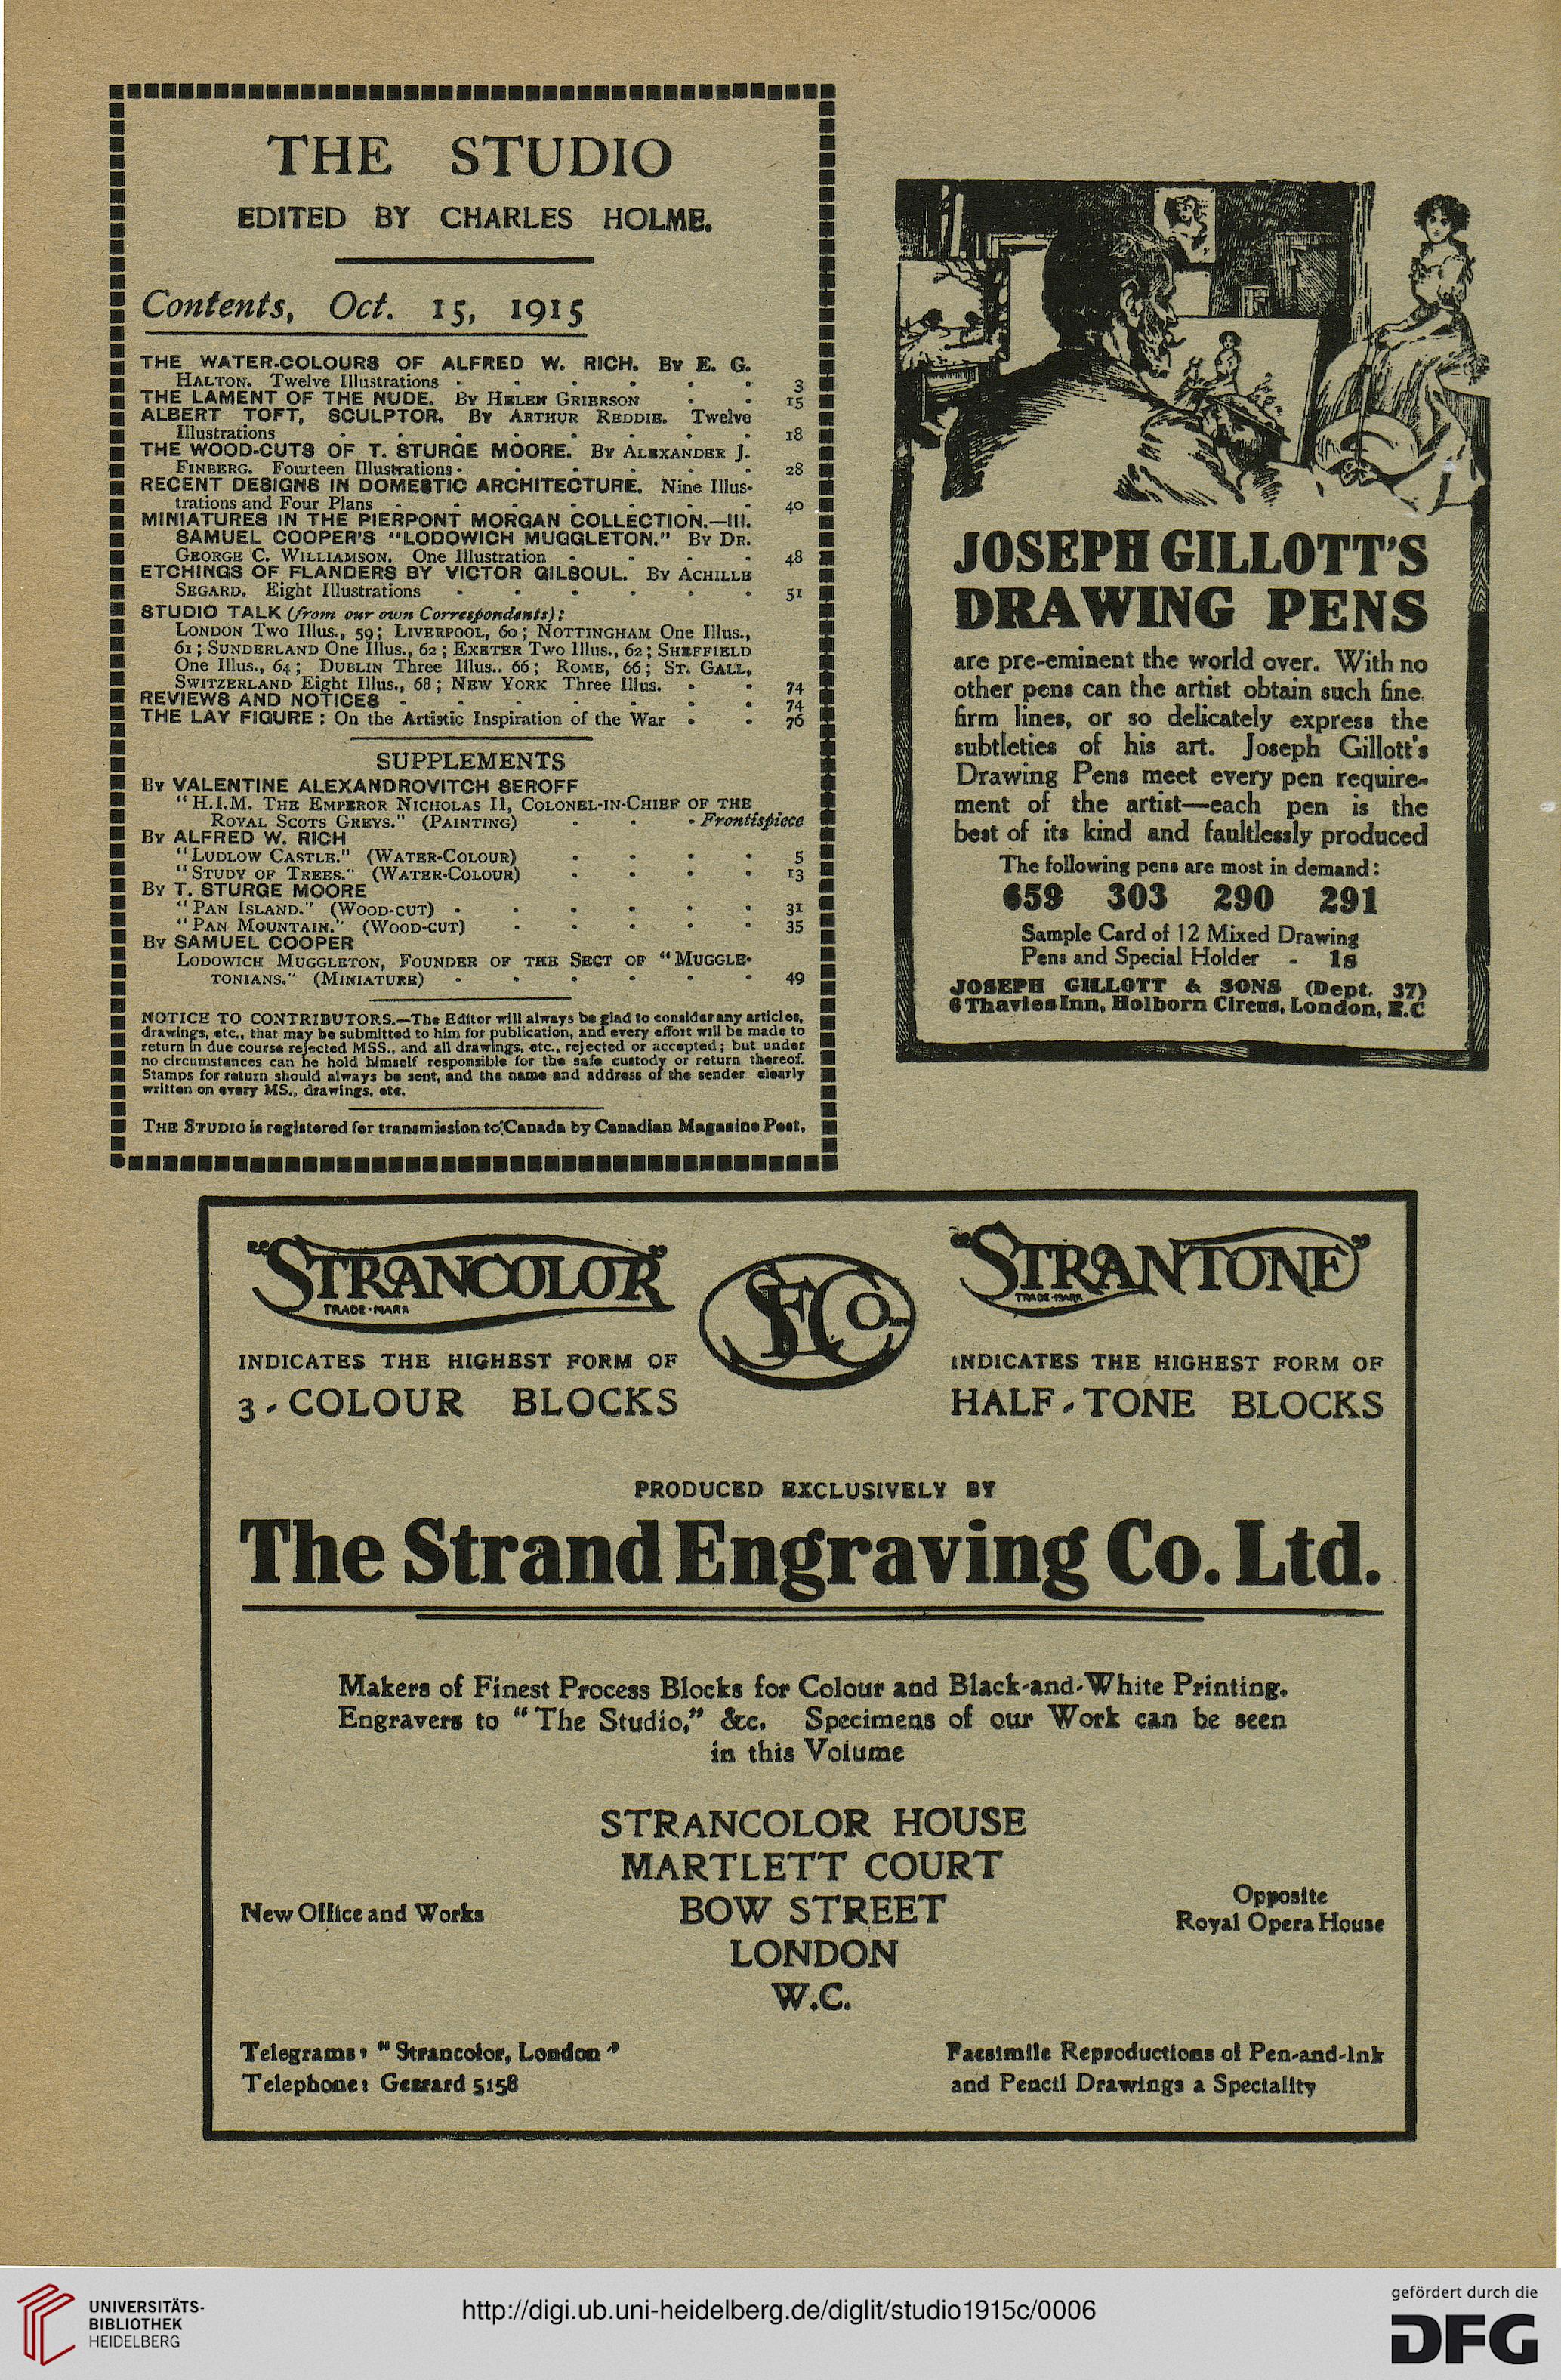 THE STUDIO
EDITED BY CHARLES HOLME.
Contents, Oct. 15, 1915
THE WATER-COLOURS OF ALFRED W. RICH. By E. G.
HALTON. Twelve Illustrations . . . . . . 3
THE LAMENT OF THE NUDE. By HELEN GRIERSON . . 15
ALBERT TOFT, SCULPTOR. By ARTHUR REDDIE. Twelve
Illustrations . . . . . . . . 18
THE WOOD-CUTS OF T. STURGE MOORE. By ALEXANDER J.
FINBERG. Fourteen Illustrations . . . . . . 28
RECENT DESIGNS IN DOMESTIC ARCHITECTURE. Nine Illus-
trations and Four Plans . . . . . . . 40
MINIATURES IN THE PIERPONT MORGAN COLLECTION.—III.
SAMUEL COOPER'S "LODOWICH MUGGLETON." By DR.
GEORGE C. WILLIAMSON. One Illustration . . . . 48
ETCHINGS OF FLANDERS BY VICTOR GILSOUL. By ACHILLE
SEGARD. Eight Illustrations . . . . . . 51
STUDIO TALK (from our own Correspondents):
LONDON Two Illus., 59; LIVERPOOL, 60; NOTTINGHAM One Illus.,
61; SUNDERLAND One Illus., 62; EXETER Two Illus., 62; SHEFFIELD
One Illus., 64; DUBLIN Three Illus.. 66; ROME, 66; ST. GALL,
SWITZERLAND Eight Illus., 68; NEW YORK Three Illus. . . 74
REVIEWS AND NOTICES . . . . . . . 74
THE LAY FIGURE: On the Artistic Inspiration of the War . . 76
SUPPLEMENTS
By VALENTINE ALEXANDROVITCH SEROFF
"H.I.M. THE EMPEROR NICHOLAS II, COLONEL-IN-CHIEF OF THE
ROYAL SCOTS GREYS." (PAINTING) . . . Frontispiece
By ALFRED W. RICH
"LUDLOW CASTLE." (WATER-COLOUR) . . . . 5
"STUDY OF TREES." (WATER-COLOUR) . . . . 13
By T. STURGE MOORE
"PAN ISLAND." (WOOD-CUT) . . . . . . 31
"PAN MOUNTAIN." (WOOD-CUT) . . . . . 35
By SAMUEL COOPER
LODOWICH MUGGLETON, FOUNDER OF THE SECT OF "MUGGLE-
TONIANS." (MINIATURE) . . . . . . 49
NOTICE TO CONTRIBUTORS.—The Editor will always be glad to consider any articles,
drawings, etc., that may be submitted to him for publication, and every effort will be made to
return in due course rejected MSS., and all drawings, etc., rejected or accepted; but under
no circumstances can he hold himself responsible for the safe custody or return thereof.
Stamps for return should always be sent, and the name and address of the sender clearly
written on every MS., drawings, etc.
THE STUDIO is registered for transmission to Canada by Canadian Magazine Post.
JOSEPH GILLOTT'S
DRAWING PENS
are pre-eminent the world over. With no
other pens can the artist obtain such fine,
firm lines, or so delicately express the
subtleties of his art. Joseph Gillott's
Drawing Pens meet every pen require-
ment of the artist—each pen is the
best of its kind and faultlessly produced
The following pens are most in demand:
659 303 290 291
Sample Card of 12 Mixed Drawing
Pens and Special Holder - 1s
JOSEPH GILLOTT & SONS (Dept. 37)
6 Thavies Inn, Holborn Circus, London, E.C
"STRANCOLOR"
TRADE-MARK
INDICATES THE HIGHEST FORM OF
3-COLOUR BLOCKS
SECo.
"STRANTONE"
TRADE-MARK
INDICATES THE HIGHEST FORM OF
HALF-TONE BLOCKS
PRODUCED EXCLUSIVELY BY
The Strand Engraving Co. Ltd.
Makers of Finest Process Blocks for Colour and Black-and-White Printing.
Engravers to "The Studio," &c. Specimens of our Work can be seen
in this Volume
STRANCOLOR HOUSE
MARTLETT COURT
New Office and Works
BOW STREET
Opposite
Royal Opera House
LONDON
W.C.
Telegrams: "Strancolor, London"
Telephone: Gerrard 5158
Facsimile Reproductions of Pen-and-Ink
and Pencil Drawings a Speciality
UNIVERSITÄTS-
BIBLIOTHEK
HEIDELBERG
http://digi.ub.uni-heidelberg.de/diglit/studio1915c/0006
gefördert durch die
DFG